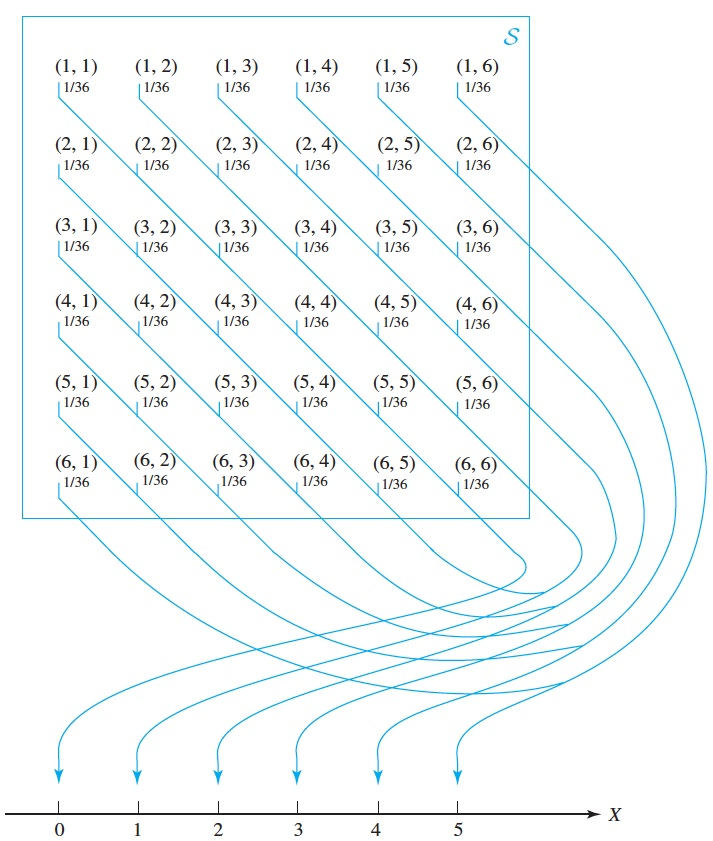 𝒮
(1, 1) (1, 2) (1, 3) (1, 4) (1, 5) (1, 6)
1/36 1/36 1/36 1/36 1/36 1/36
(2, 1) (2, 2) (2, 3) (2, 4) (2, 5) (2, 6)
1/36 1/36 1/36 1/36 1/36 1/36
(3, 1) (3, 2) (3, 3) (3, 4) (3, 5) (3, 6)
1/36 1/36 1/36 1/36 1/36 1/36
(4, 1) (4, 2) (4, 3) (4, 4) (4, 5) (4, 6)
1/36 1/36 1/36 1/36 1/36 1/36
(5, 1) (5, 2) (5, 3) (5, 4) (5, 5) (5, 6)
1/36 1/36 1/36 1/36 1/36 1/36
(6, 1) (6, 2) (6, 3) (6, 4) (6, 5) (6, 6)
1/36 1/36 1/36 1/36 1/36 1/36
X
0 1 2 3 4 5